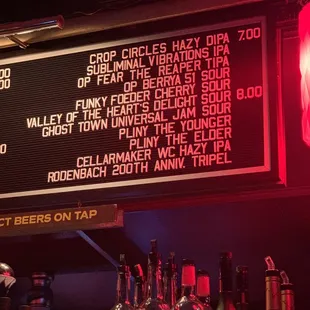 CROP CIRCLES HAZY DIPA 7.00
SUBLIMINAL VIBRATIONS IPA
OP FEAR THE REAPER TIPA
OP BERRY 51 SOUR
FUNKY FOEDER CHERRY SOUR
VALLEY OF THE HEART'S DELIGHT SOUR 8.00
GHOST TOWN UNIVERSAL JAM SOUR
PLINY THE YOUNGER
PLINY THE ELDER
CELLARMAKER WC HAZY IPA
RODENBACH 200TH ANNIV. TRIPEL
CT BEERS ON TAP